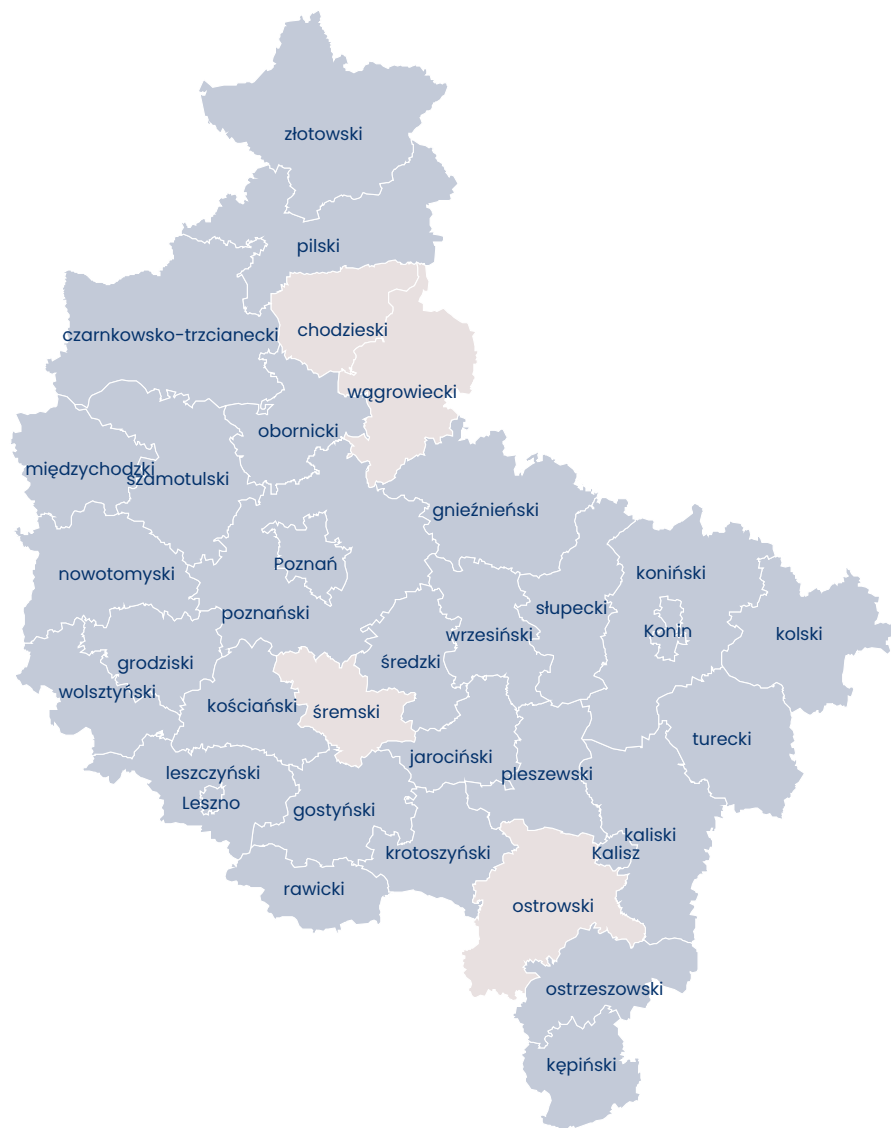 złotowski
pilski
chodzieski
czarnkowsko-trzcianecki
wągrowiecki
obornicki
międzychodzki
szamotulski
gnieźnieński
Poznań
nowotomyski
koniński
słupecki
poznański
Konin
kolski
wrzesiński
średzki
grodziski
wolsztyński
kościański
śremski
turecki
jarociński
leszczyński
pleszewski
Leszno
gostyński
kaliski
krotoszyński
Kalisz
rawicki
ostrowski
ostrzeszowski
kępiński